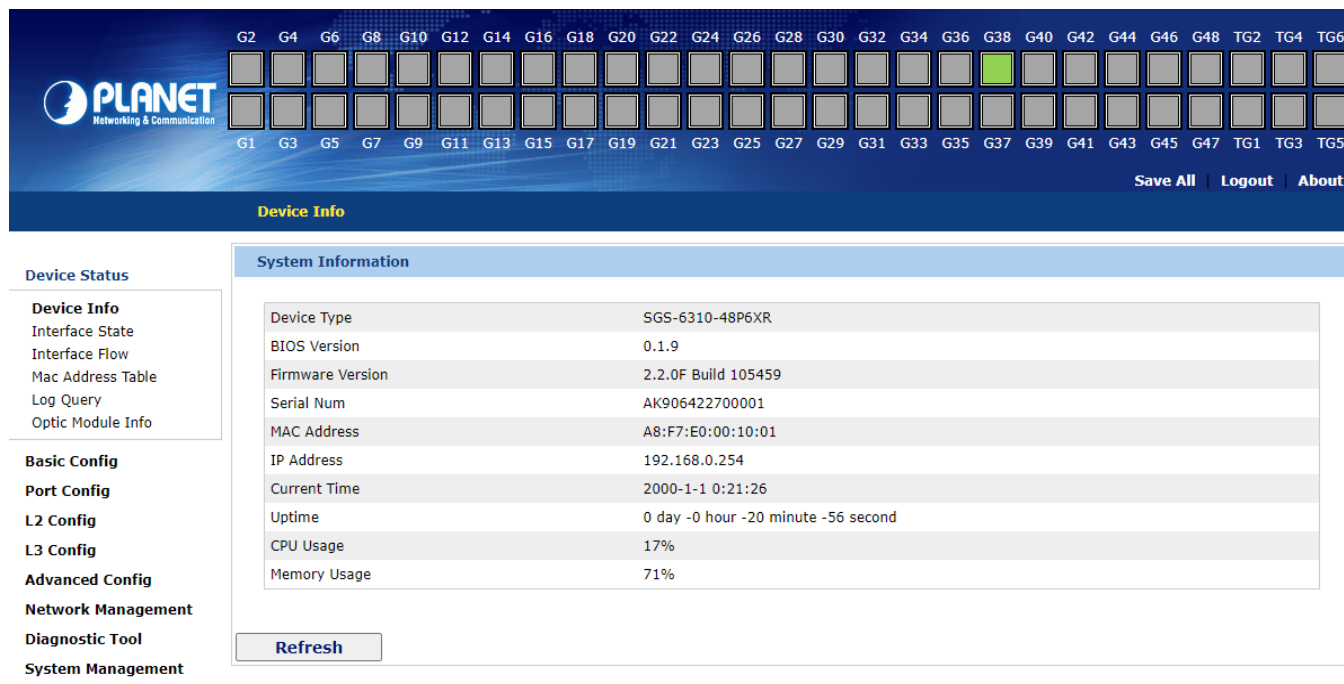 G2 G4 G6 G8 G10 G12 G14 G16 G18 G20 G22 G24 G26 G28 G30 G32 G34 G36 G38 G40 G42 G44 G46 G48 TG2 TG4 TG6
PLANET
Networking & Communication
G1 G3 G5 G7 G9 G11 G13 G15 G17 G19 G21 G23 G25 G27 G29 G31 G33 G35 G37 G39 G41 G43 G45 G47 TG1 TG3 TG5
Save All | Logout | About
Device Info
Device Status
Device Info
Interface State
Interface Flow
Mac Address Table
Log Query
Optic Module Info
Basic Config
Port Config
L2 Config
L3 Config
Advanced Config
Network Management
Diagnostic Tool
System Management
System Information
Device Type SGS-6310-48P6XR
BIOS Version 0.1.9
Firmware Version 2.2.0F Build 105459
Serial Num AK906422700001
MAC Address A8:F7:E0:00:10:01
IP Address 192.168.0.254
Current Time 2000-1-1 0:21:26
Uptime 0 day -0 hour -20 minute -56 second
CPU Usage 17%
Memory Usage 71%
Refresh